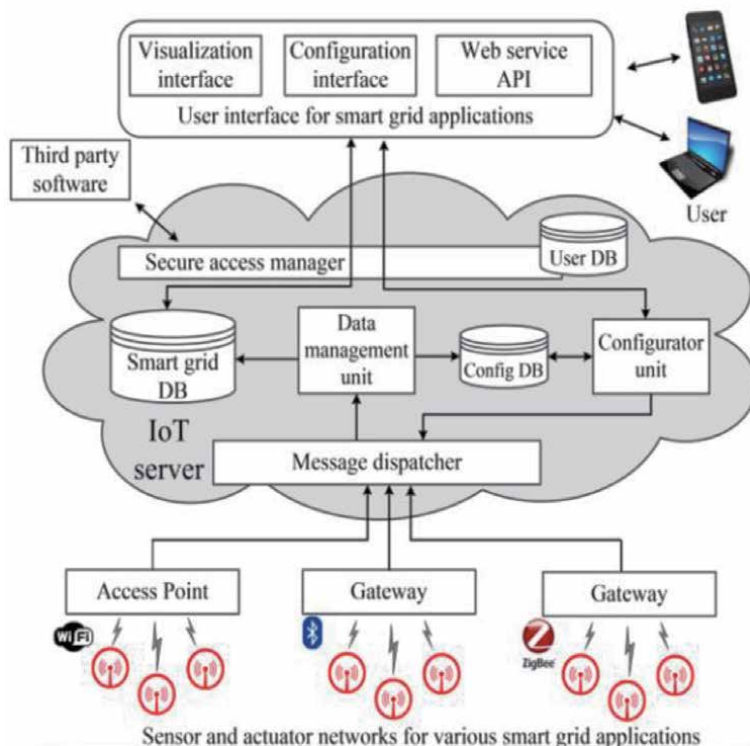 Visualization
interface
Configuration
interface
Web service
API
User interface for smart grid applications
Third party
software
User
Secure access manager
User DB
Smart grid
DB
Data
management
unit
Config DB
Configurator
unit
IoT
server
Message dispatcher
Access Point
Gateway
Gateway
WiFi
ZigBee
Sensor and actuator networks for various smart grid applications